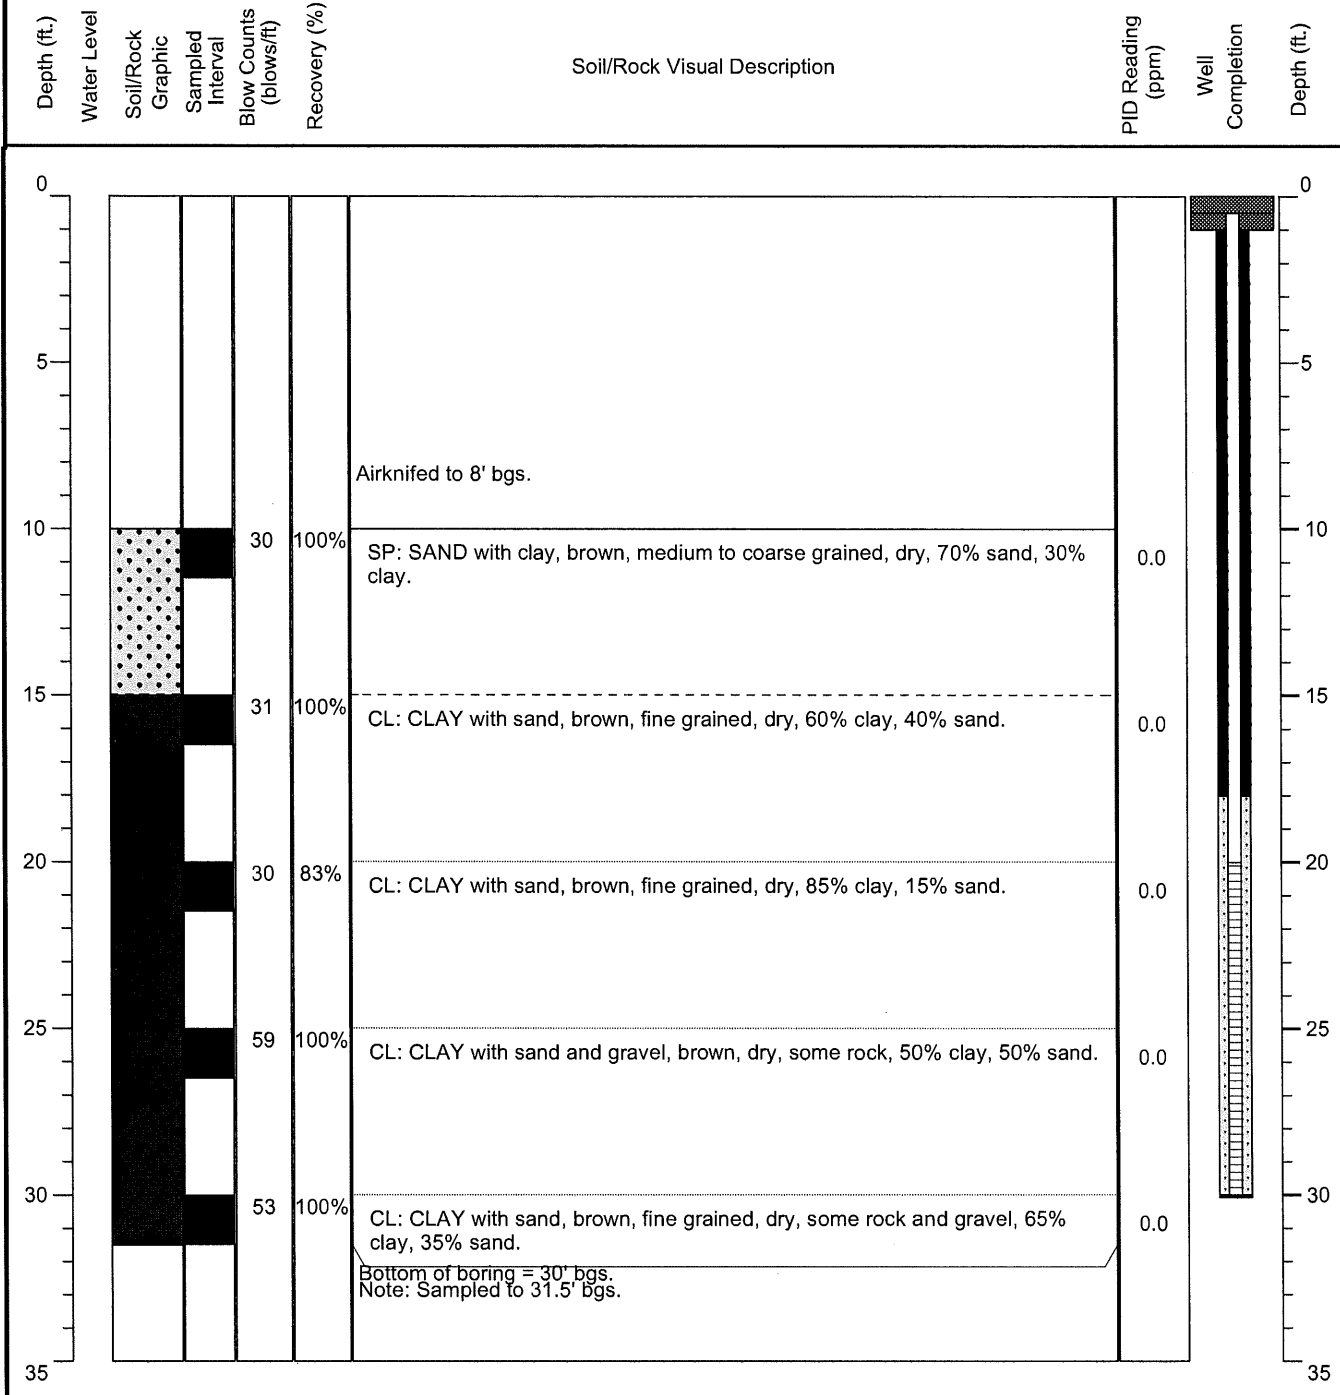 Depth (ft.)
Water Level
Soil/Rock
Graphic
Sampled
Interval
Blow Counts
(blows/ft)
Recovery (%)
Soil/Rock Visual Description
PID Reading
(ppm)
Well
Completion
Depth (ft.)
0
0
5
5
Airknifed to 8' bgs.
10
30
100%
SP: SAND with clay, brown, medium to coarse grained, dry, 70% sand, 30%
clay.
0.0
10
15
31
100%
CL: CLAY with sand, brown, fine grained, dry, 60% clay, 40% sand.
0.0
15
20
30
83%
CL: CLAY with sand, brown, fine grained, dry, 85% clay, 15% sand.
0.0
20
25
59
100%
CL: CLAY with sand and gravel, brown, dry, some rock, 50% clay, 50% sand.
0.0
25
30
53
100%
CL: CLAY with sand, brown, fine grained, dry, some rock and gravel, 65%
clay, 35% sand.
0.0
30
Bottom of boring = 30' bgs.
Note: Sampled to 31.5' bgs.
35
35